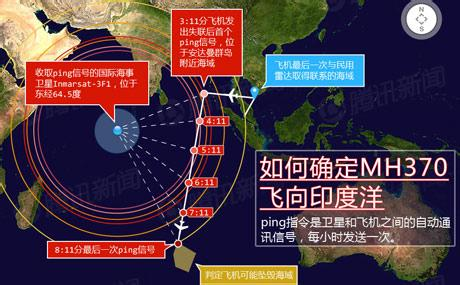 N
S
3:11分飞机发
出失联后首个
ping信号，位
于安达曼群岛
附近海域
收取ping信号的国际海事
卫星Inmarsat-3F1，位于
东经64.5度
飞机最后一次与民用
雷达取得联系的海域
4:11
5:11
6:11
7:11
8:11分最后一次ping信号
如何确定MH370
飞向印度洋
ping指令是卫星和飞机之间的自动通
讯信号，每小时发送一次。
判定飞机可能坠毁海域
腾讯新闻